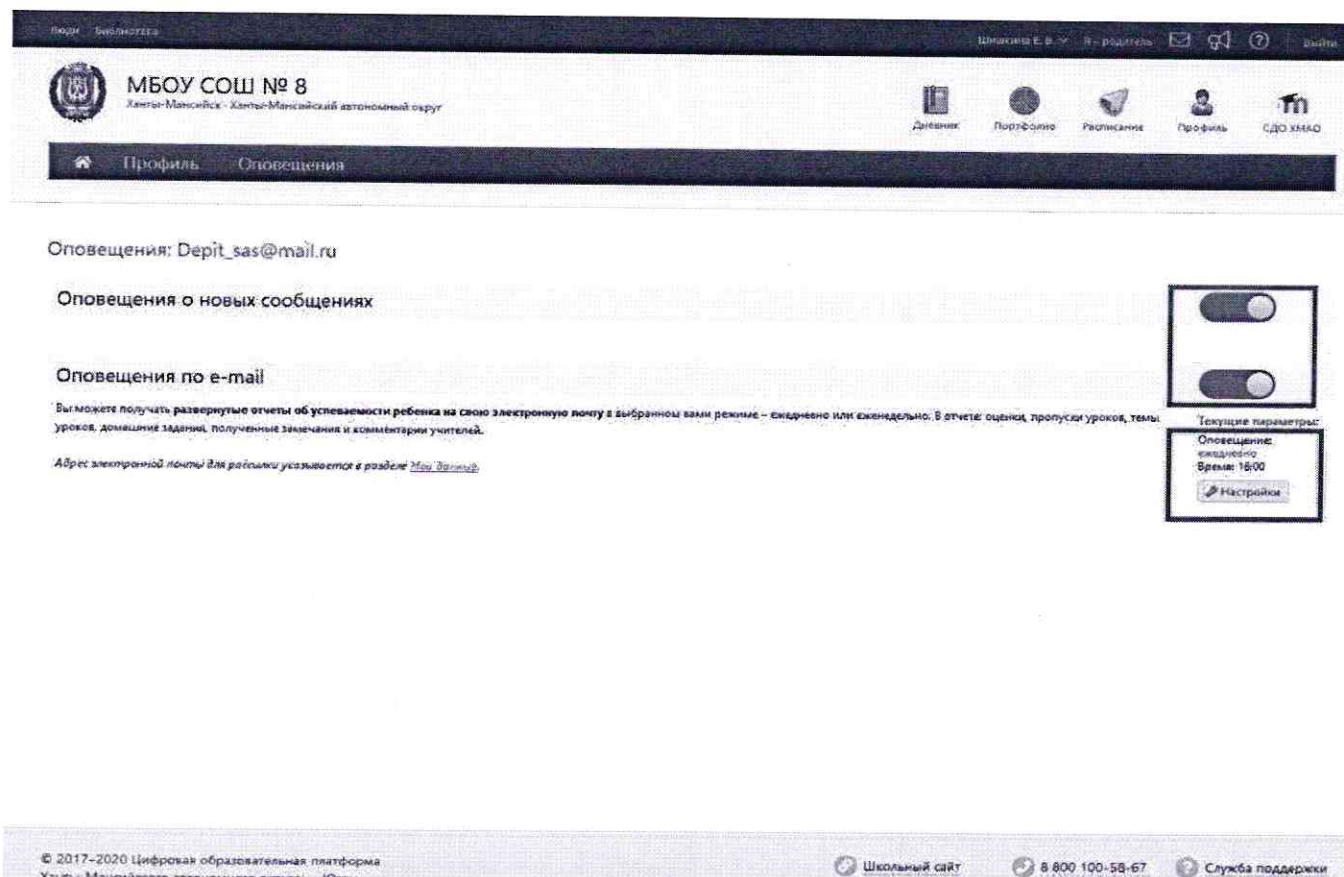 Люди Библиотека
Шишкина Е. В. Я - родитель Выйти
МБОУ СОШ № 8
Ханты-Мансийск - Ханты-Мансийский автономный округ
Дневник Портфолио Расписание Профиль СДО ХМАО
Профиль Оповещения
Оповещения: Depit_sas@mail.ru
Оповещения о новых сообщениях
Оповещения по e-mail
Вы можете получать развернутые отчеты об успеваемости ребенка на свою электронную почту в выбранном вами режиме – ежедневно или еженедельно. В отчете: оценки, пропуски уроков, темы
уроков, домашние задания, полученные замечания и комментарии учителей.
Адрес электронной почты для рассылки указывается в разделе Мои данные.
Текущие параметры:
Оповещение:
ежедневно
Время: 16:00
Настройки
© 2017–2020 Цифровая образовательная платформа
Школьный сайт 8 800 100-58-67 Служба поддержки